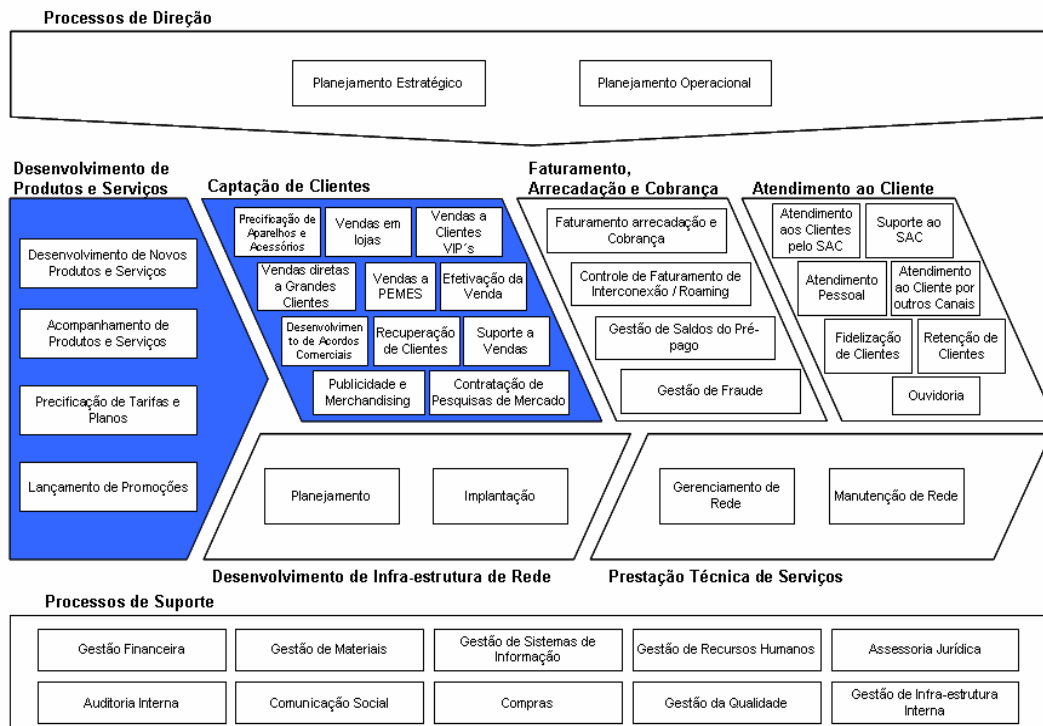 Processos de Direção
Planejamento Estratégico
Planejamento Operacional
Desenvolvimento de
Produtos e Serviços
Desenvolvimento de Novos
Produtos e Serviços
Acompanhamento de
Produtos e Serviços
Precificação de Tarifas e
Planos
Lançamento de Promoções
Captação de Clientes
Precificação de
Aparelhos e
Acessórios
Vendas em
lojas
Vendas a
Clientes
VIP´s
Vendas diretas
a Grandes
Clientes
Vendas a
PEMES
Efetivação da
Venda
Desenvolvimen
to de Acordos
Comerciais
Recuperação
de Clientes
Suporte a
Vendas
Publicidade e
Merchandising
Contratação de
Pesquisas de Mercado
Faturamento,
Arrecadação e Cobrança
Faturamento arrecadação e
Cobrança
Controle de Faturamento de
Interconexão / Roaming
Gestão de Saldos do Pré-
pago
Gestão de Fraude
Atendimento ao Cliente
Atendimento
aos Clientes
pelo SAC
Suporte ao
SAC
Atendimento
Pessoal
Atendimento
ao Cliente por
outros Canais
Fidelização
de Clientes
Retenção de
Clientes
Ouvidoria
Planejamento
Implantação
Desenvolvimento de Infra-estrutura de Rede
Gerenciamento de
Rede
Manutenção de Rede
Prestação Técnica de Serviços
Processos de Suporte
Gestão Financeira
Gestão de Materiais
Gestão de Sistemas de
Informação
Gestão de Recursos Humanos
Assessoria Jurídica
Auditoria Interna
Comunicação Social
Compras
Gestão da Qualidade
Gestão de Infra-estrutura
Interna